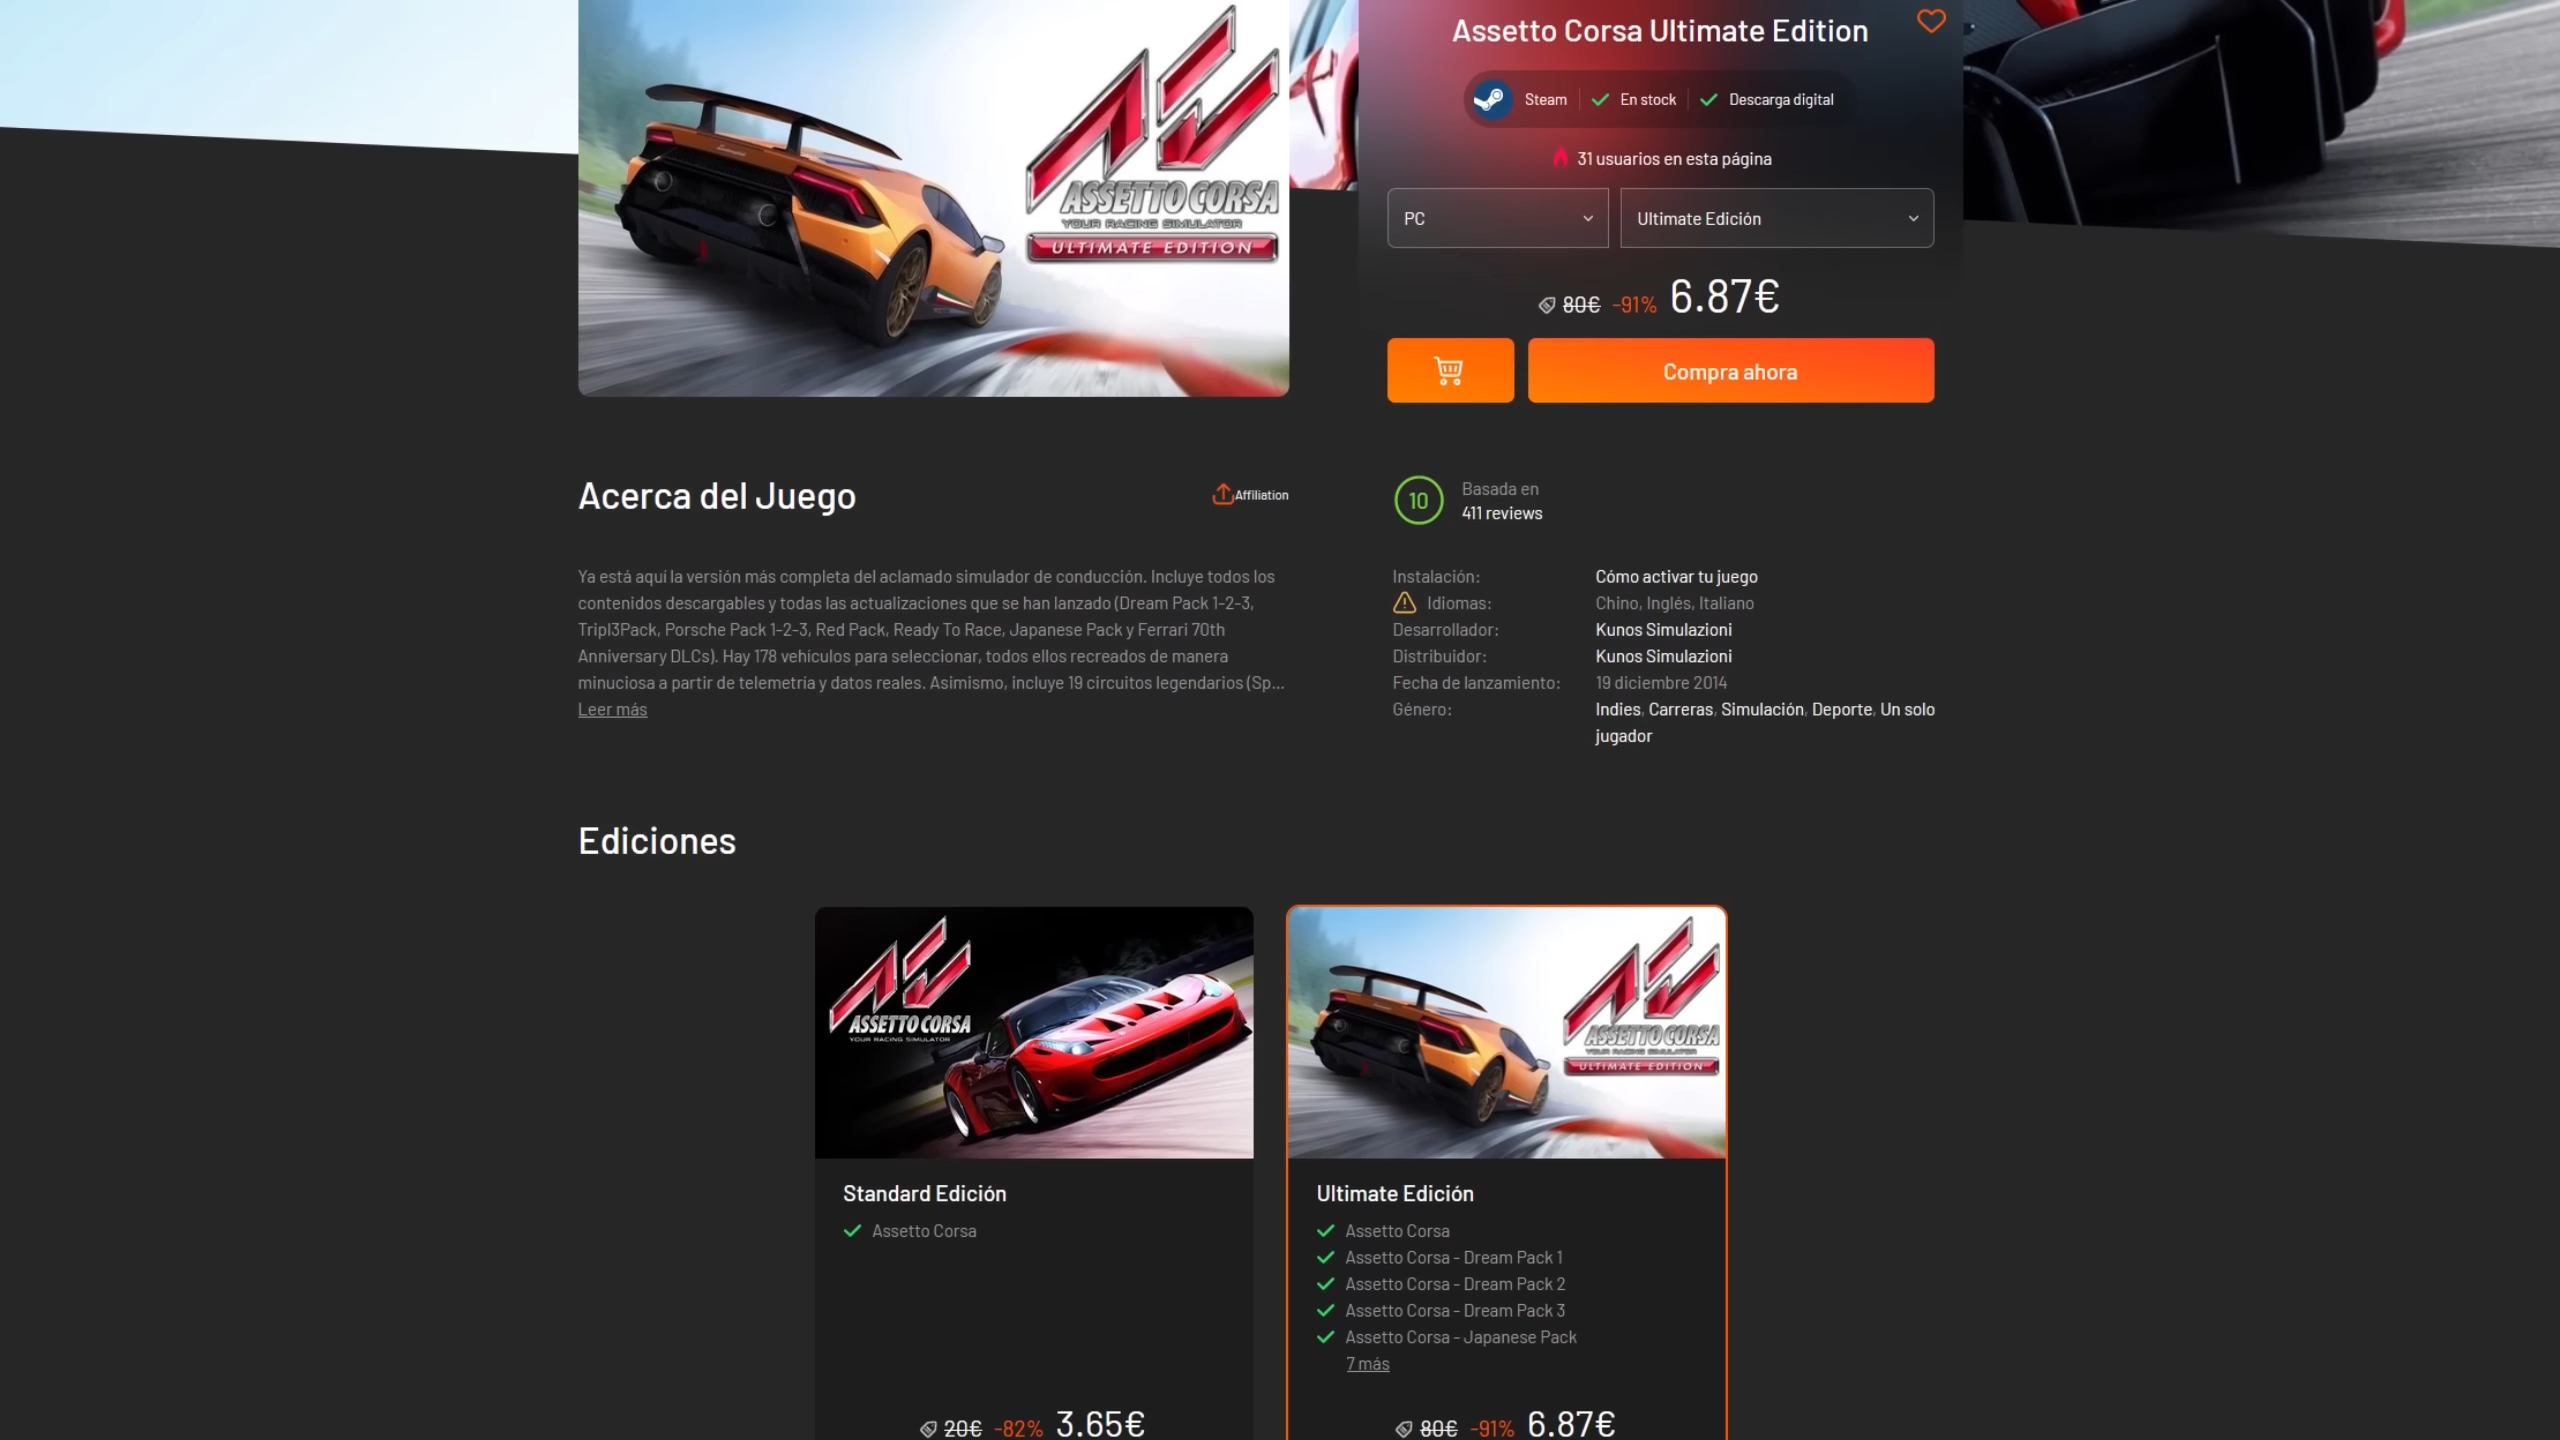 ASSETTO CORSA
YOUR RACING SIMULATOR
ULTIMATE EDITION
Assetto Corsa Ultimate Edition
Steam
En stock
Descarga digital
31 usuarios en esta página
PC
Ultimate Edición
80€ -91% 6.87€
Compra ahora
Acerca del Juego
Affiliation
Ya está aquí la versión más completa del aclamado simulador de conducción. Incluye todos los
contenidos descargables y todas las actualizaciones que se han lanzado (Dream Pack 1-2-3,
Tripl3Pack, Porsche Pack 1-2-3, Red Pack, Ready To Race, Japanese Pack y Ferrari 70th
Anniversary DLCs). Hay 178 vehículos para seleccionar, todos ellos recreados de manera
minuciosa a partir de telemetría y datos reales. Asimismo, incluye 19 circuitos legendarios (Sp...
Leer más
10
Basada en
411 reviews
Instalación: Cómo activar tu juego
Idiomas: Chino, Inglés, Italiano
Desarrollador: Kunos Simulazioni
Distribuidor: Kunos Simulazioni
Fecha de lanzamiento: 19 diciembre 2014
Género: Indies, Carreras, Simulación, Deporte, Un solo
jugador
Ediciones
ASSETTO CORSA
YOUR RACING SIMULATOR
Standard Edición
Assetto Corsa
20€ -82% 3.65€
ASSETTO CORSA
YOUR RACING SIMULATOR
ULTIMATE EDITION
Ultimate Edición
Assetto Corsa
Assetto Corsa - Dream Pack 1
Assetto Corsa - Dream Pack 2
Assetto Corsa - Dream Pack 3
Assetto Corsa - Japanese Pack
7 más
80€ -91% 6.87€